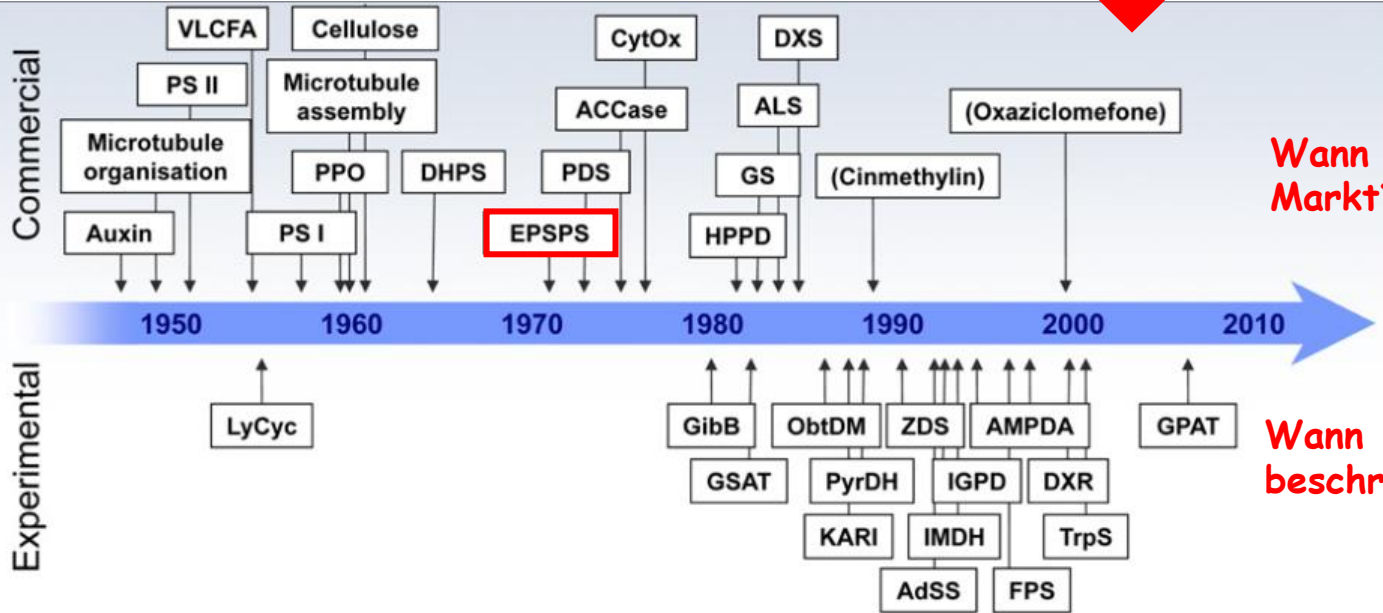 Commercial
VLCFA
Cellulose
CytOx
DXS
PS II
Microtubule
assembly
ACCase
ALS
(Oxaziclomefone)
Microtubule
organisation
PPO
DHPS
PDS
GS
(Cinmethylin)
Wann
Markt
Auxin
PS I
EPSPS
HPPD
1950 1960 1970 1980 1990 2000 2010
Experimental
LyCyc
GibB
ObtDM
ZDS
AMPDA
GPAT
Wann
beschr
GSAT
PyrDH
IGPD
DXR
KARI
IMDH
TrpS
AdSS
FPS